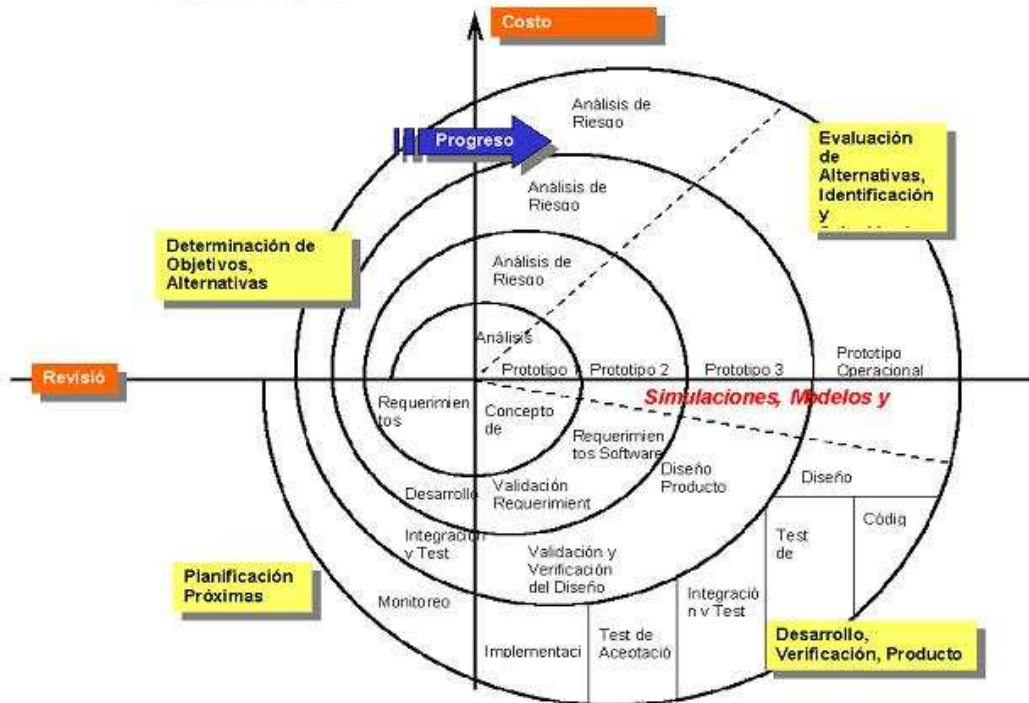 Costo
Análisis de
Riesgo
Progreso
Evaluación
de
Alternativas,
Identificación
y
Análisis de
Riesgo
Determinación de
Objetivos,
Alternativas
Análisis de
Riesgo
Análisis
Revisió
Prototipo 1
Prototipo 2
Prototipo 3
Prototipo
Operacional
Simulaciones, Modelos y
Requerimien
tos
Concepto
de
Requerimien
tos Software
Diseño
Producto
Diseño
Desarrollo
Validación
Requerimient
Integración
y Test
Validación y
Verificación
del Diseño
Test
de
Códig
Planificación
Próximas
Monitoreo
Integració
n y Test
Implementaci
Test de
Aceptació
Desarrollo,
Verificación, Producto